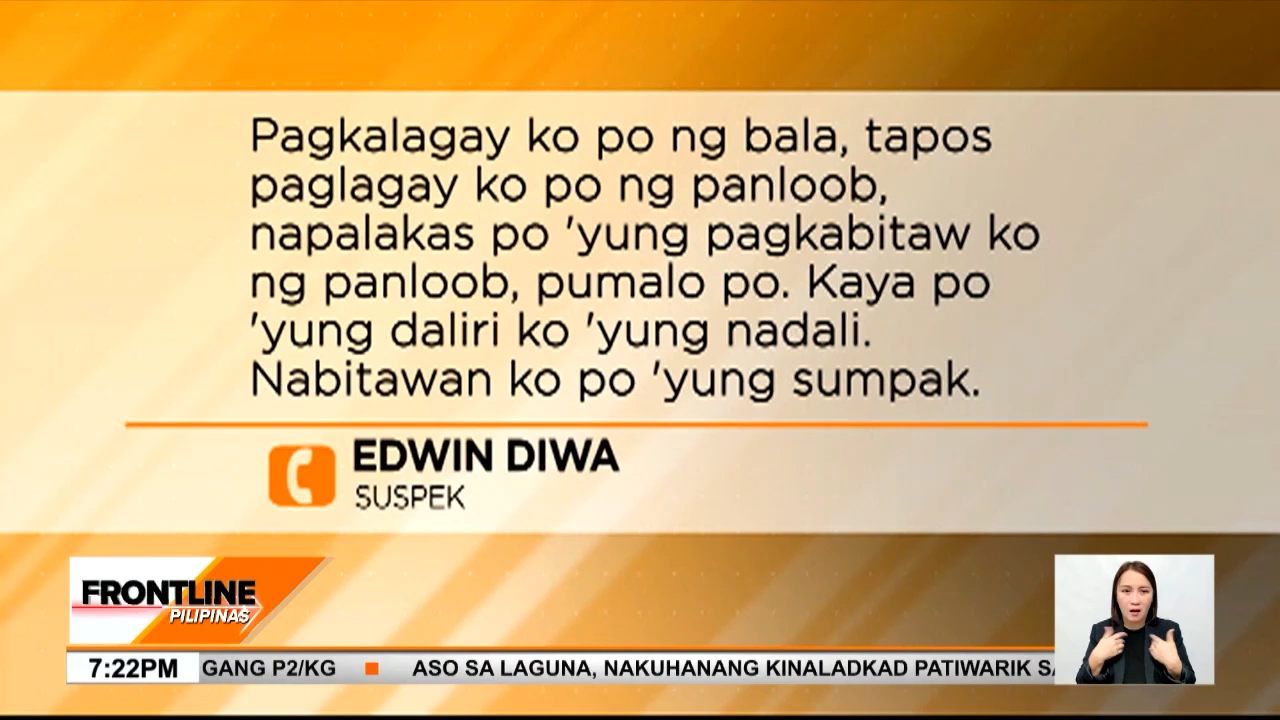 Pagkalagay ko po ng bala, tapos
paglagay ko po ng panloob,
napalakas po 'yung pagkabitaw ko
ng panloob, pumalo po. Kaya po
'yung daliri ko 'yung nadali.
Nabitawan ko po 'yung sumpak.
EDWIN DIWA
SUSPEK
FRONTLINE
PILIPINAS
7:22PM GANG P2/KG ■ ASO SA LAGUNA, NAKUHANANG KINALADKAD PATIWARIK